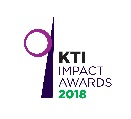 KTI
IMPACT
AWARDS
2018